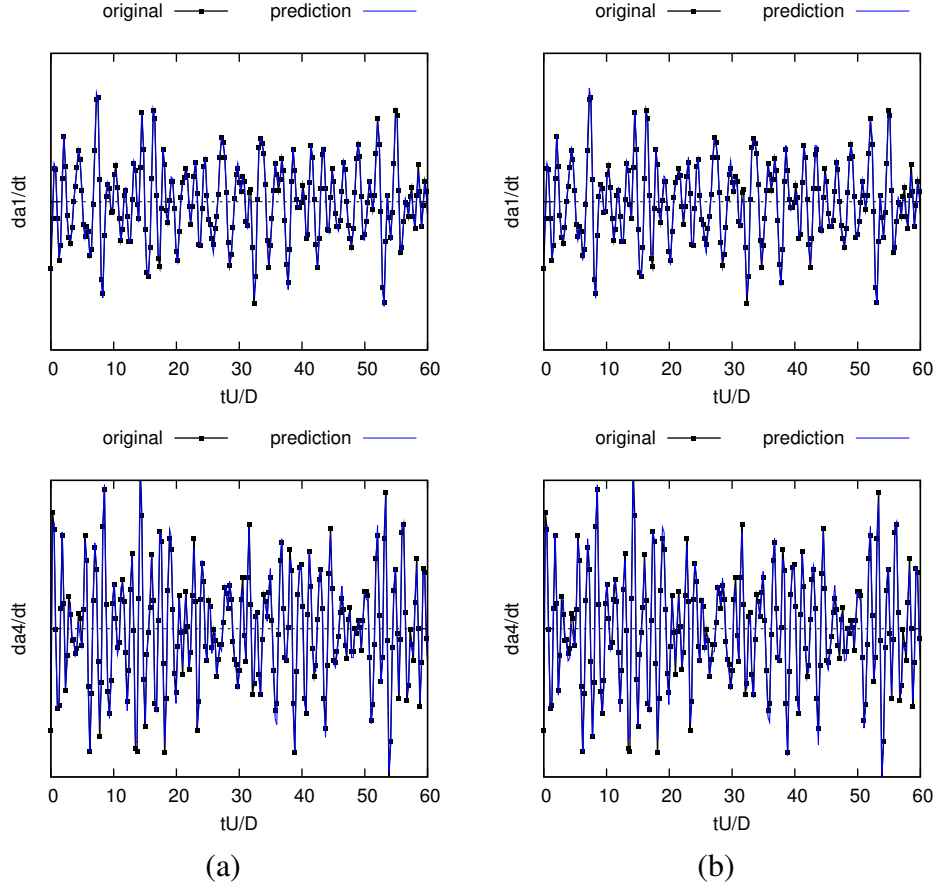 original prediction original prediction
da1/dt da1/dt
0 10 20 30 40 50 60 0 10 20 30 40 50 60
tU/D tU/D
original prediction original prediction
da4/dt da4/dt
0 10 20 30 40 50 60 0 10 20 30 40 50 60
tU/D tU/D
(a) (b)